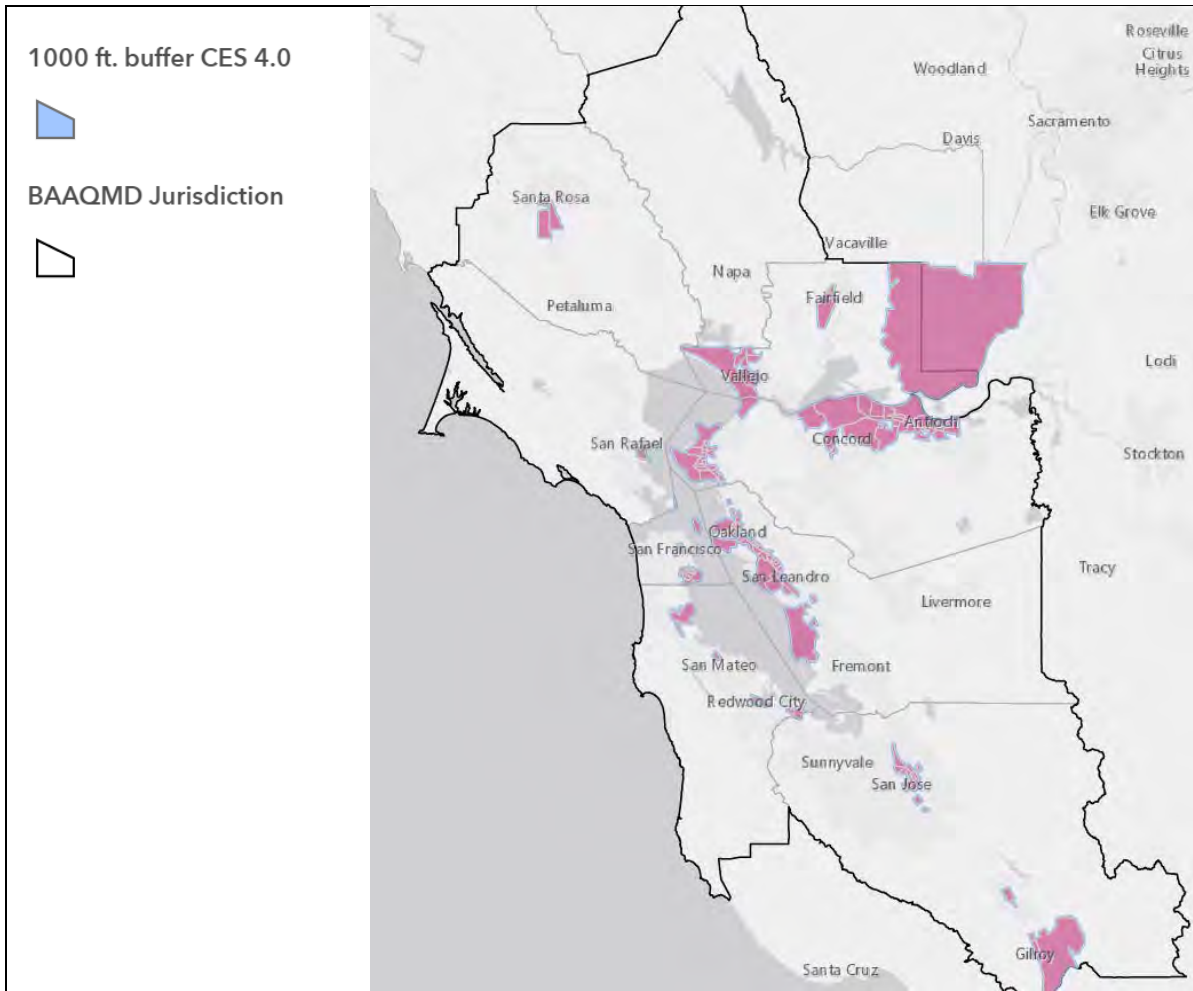 1000 ft. buffer CES 4.0
BAAQMD Jurisdiction
Roseville
Citrus
Heights
Woodland
Sacramento
Davis
Santa Rosa
Elk Grove
Vacaville
Napa
Fairfield
Petaluma
Lodi
Vallejo
Antioch
Concord
San Rafael
Stockton
Oakland
San Francisco
Tracy
San Leandro
Livermore
San Mateo
Fremont
Redwood City
Sunnyvale
San Jose
Gilroy
Santa Cruz